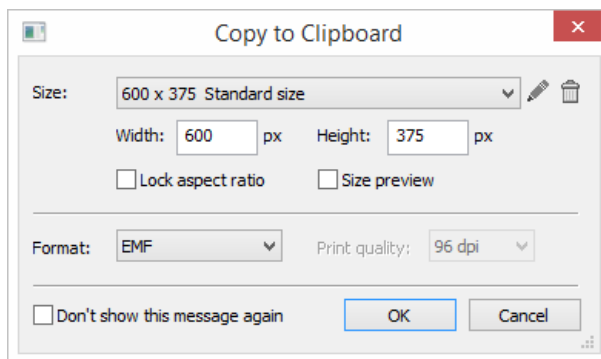 Copy to Clipboard
Size: 600 x 375 Standard size
Width: 600 px Height: 375 px
Lock aspect ratio Size preview
Format: EMF Print quality: 96 dpi
Don't show this message again OK Cancel